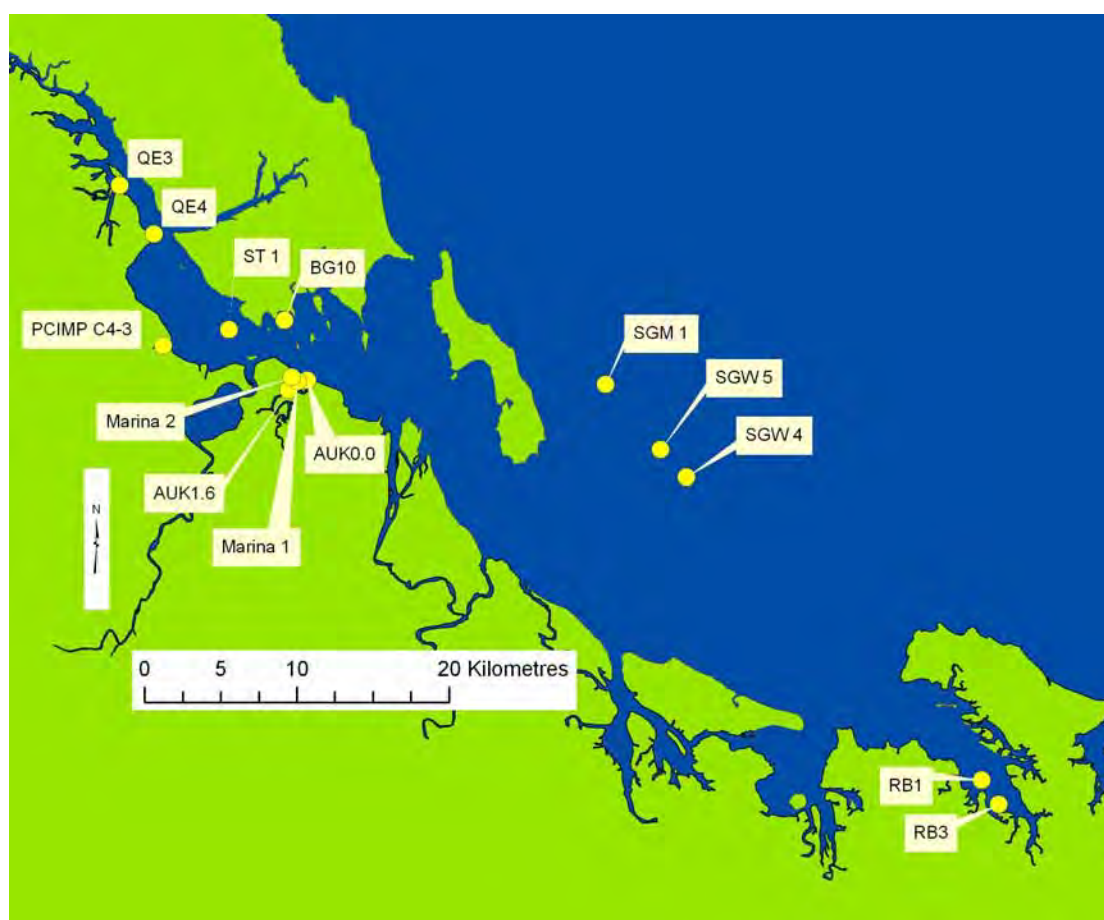 QE3
QE4
ST 1
BG10
PCIMP C4-3
SGM 1
SGW 5
Marina 2
SGW 4
AUK0.0
AUK1.6
N
Marina 1
0 5 10 20 Kilometres
RB1
RB3